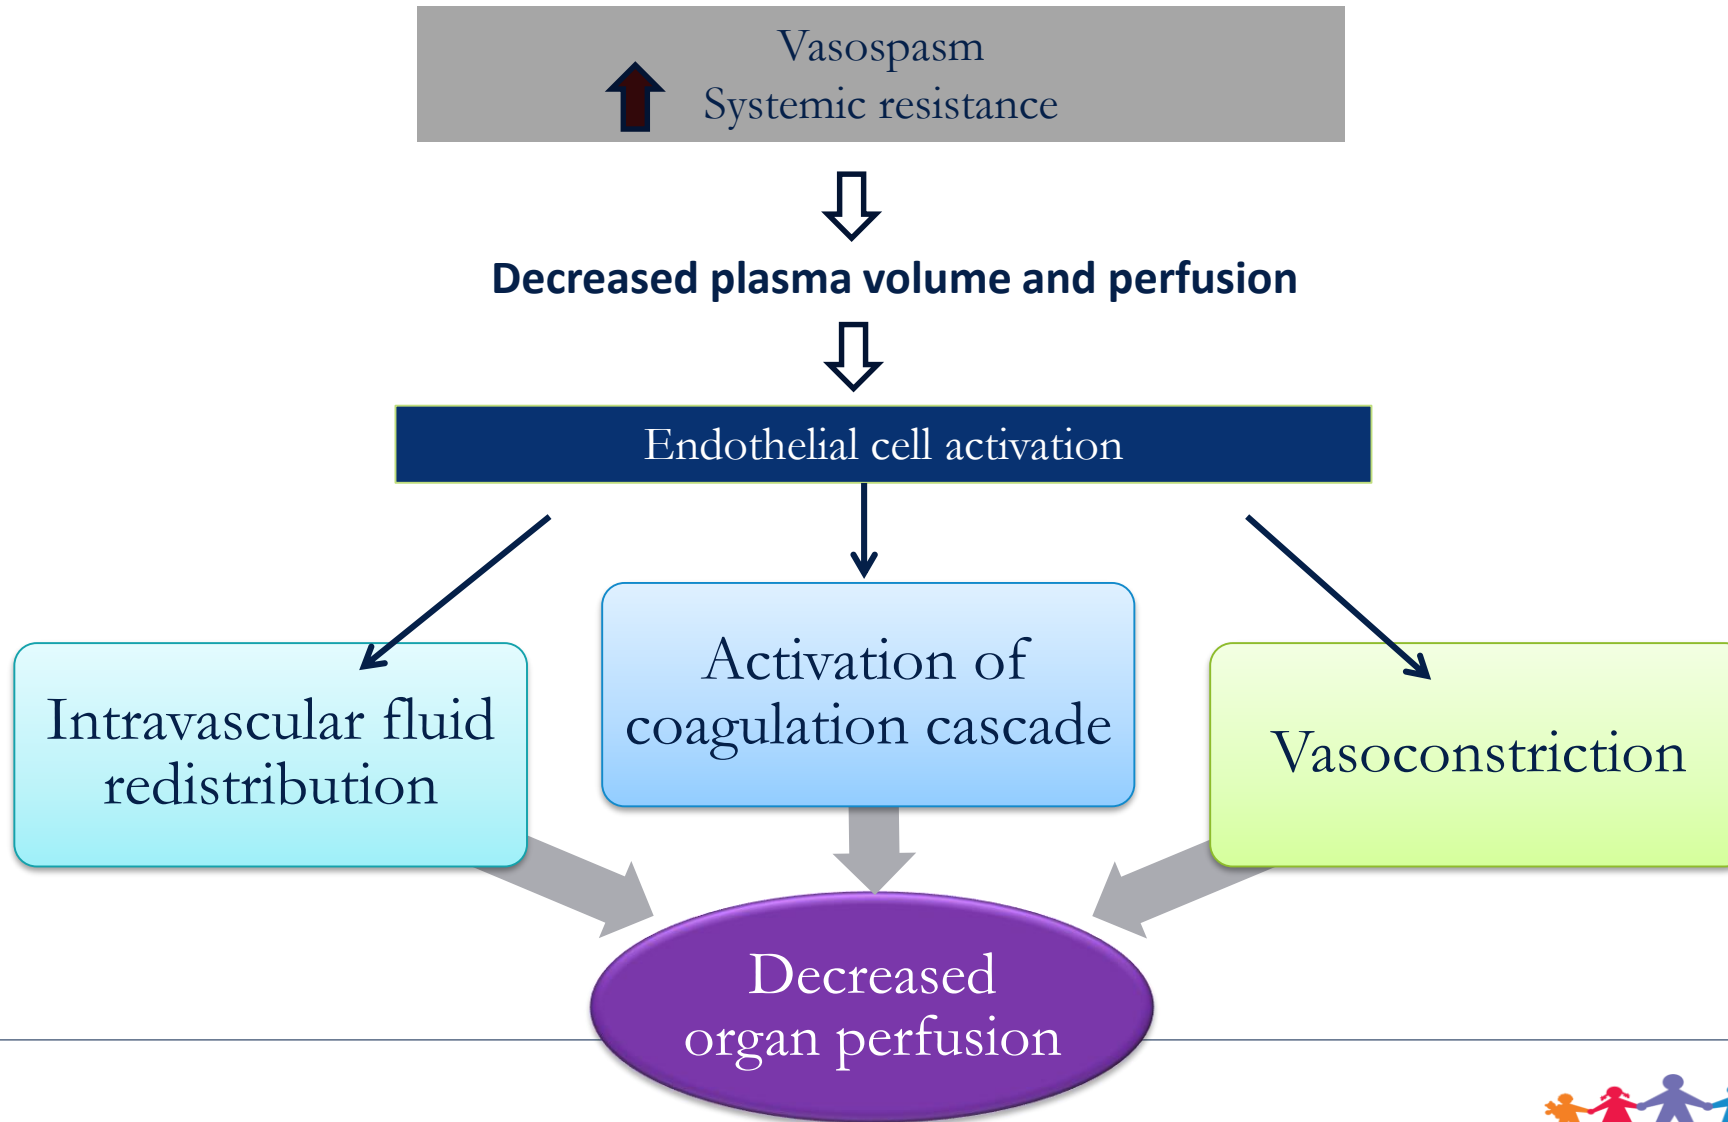 Vasospasm
Systemic resistance
Decreased plasma volume and perfusion
Endothelial cell activation
Activation of
coagulation cascade
Intravascular fluid
redistribution
Vasoconstriction
Decreased
organ perfusion